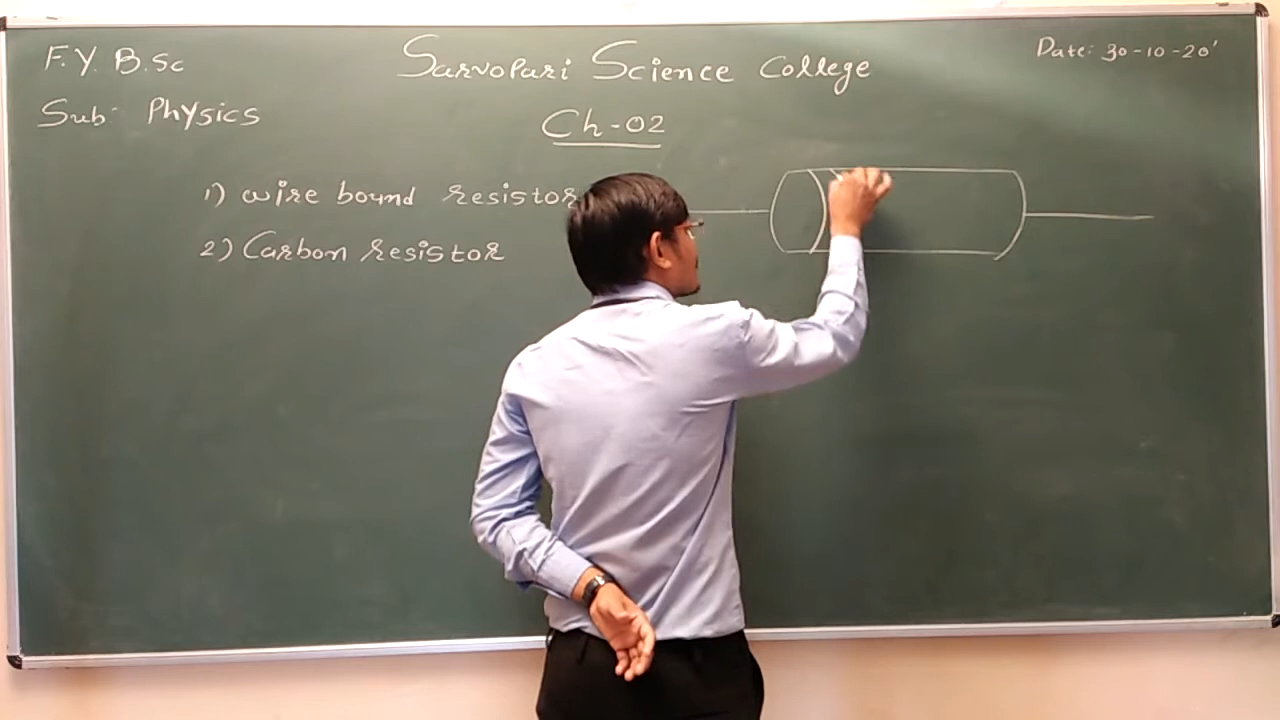 F.Y. B.Sc
Sarvopari Science College
Date: 30-10-20'
Sub- Physics
Ch-02
1) wire bound resistor
2) Carbon resistor